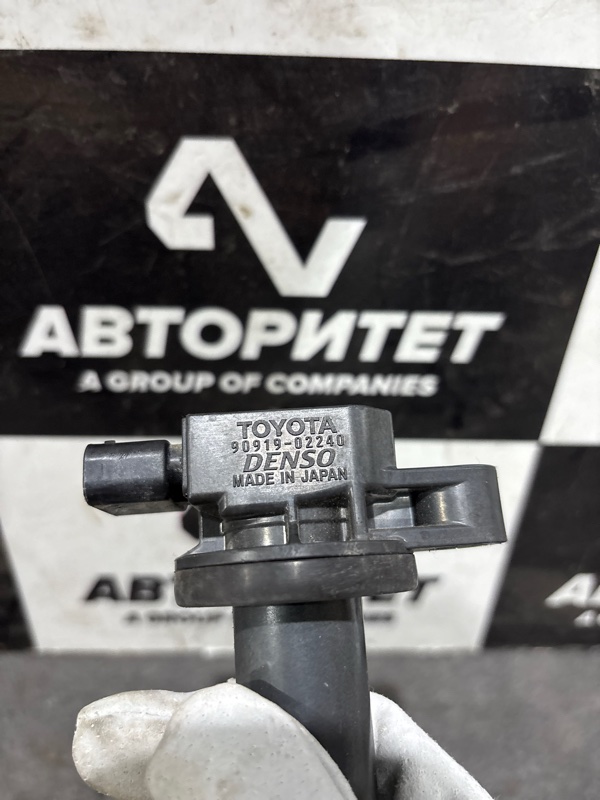 АВТОРИТЕТ
A GROUP OF COMPANIES
TOYOTA
90919-02240
DENSO
MADE IN JAPAN
АВТОРИТЕТ
A GROUP OF COMPANIES